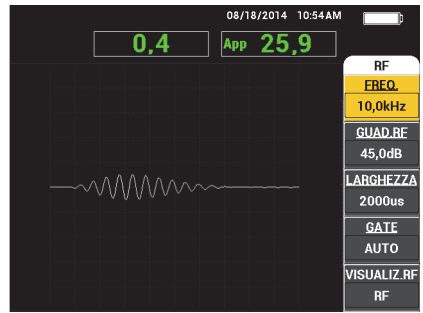 08/18/2014 10:54AM
0,4 App 25,9
RF
FREQ.
10,0kHz
GUAD.RF
45,0dB
LARGHEZZA
2000us
GATE
AUTO
VISUALIZ.RF
RF